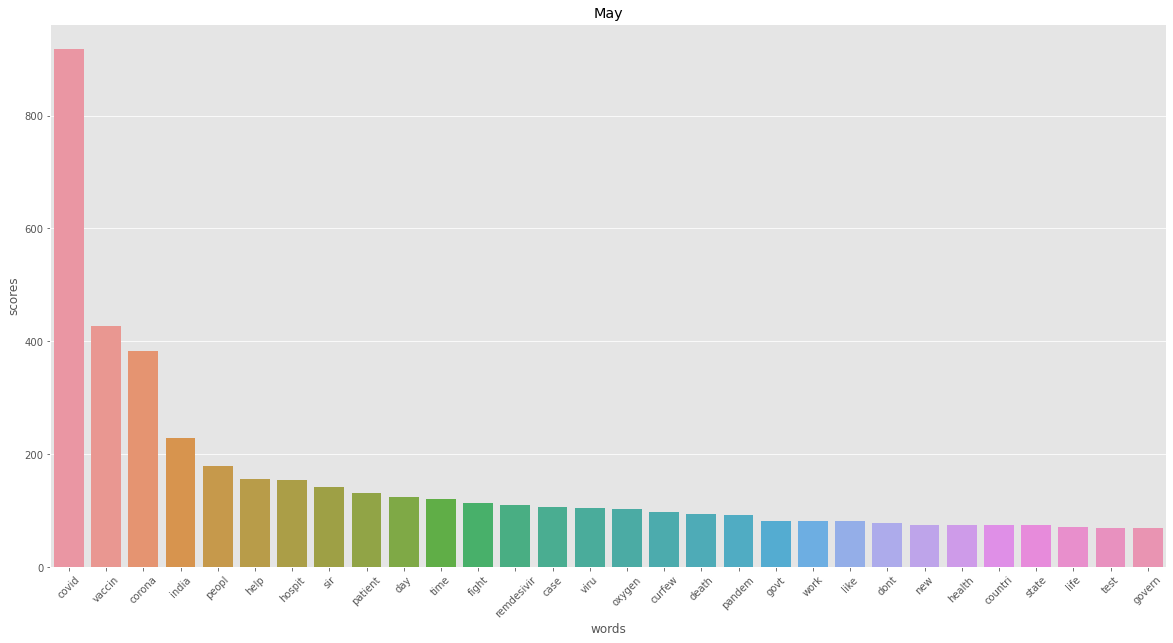 May
scores
800
600
400
200
0
covid vaccin corona india peopl help hospit sir patient day time fight remdesivir case viru oxygen curfew death pandem govt work like dont new health countri state life test govern
words